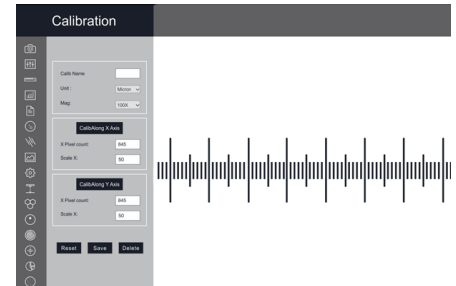 Calibration
Calib Name
Unit : Micron
Mag: 100X
CalibAlong X Axis
X Pixel count: 845
Scale X: 50
CalibAlong Y Axis
X Pixel count: 845
Scale X: 50
Reset Save Delete